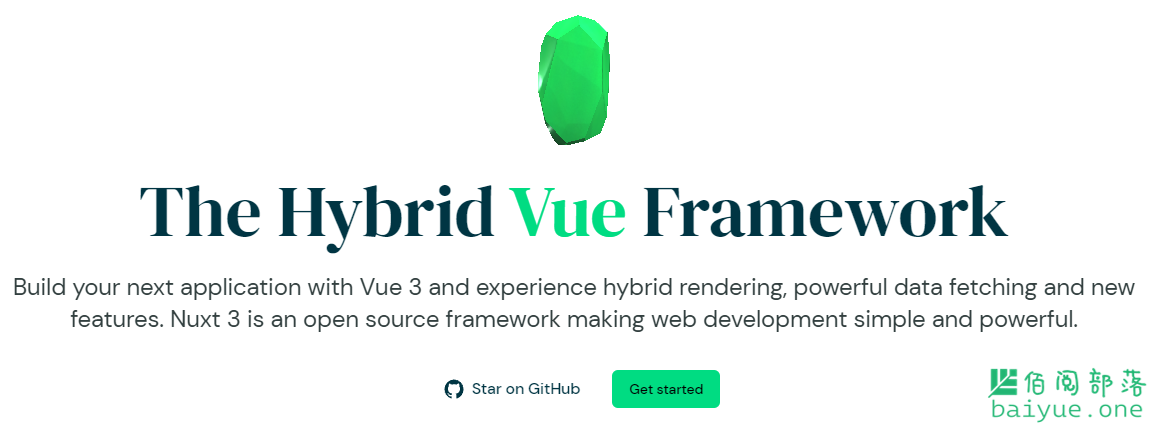 The Hybrid Vue Framework
Build your next application with Vue 3 and experience hybrid rendering, powerful data fetching and new
features. Nuxt 3 is an open source framework making web development simple and powerful.
Star on GitHub
Get started
佰阅部落
baiyue.one